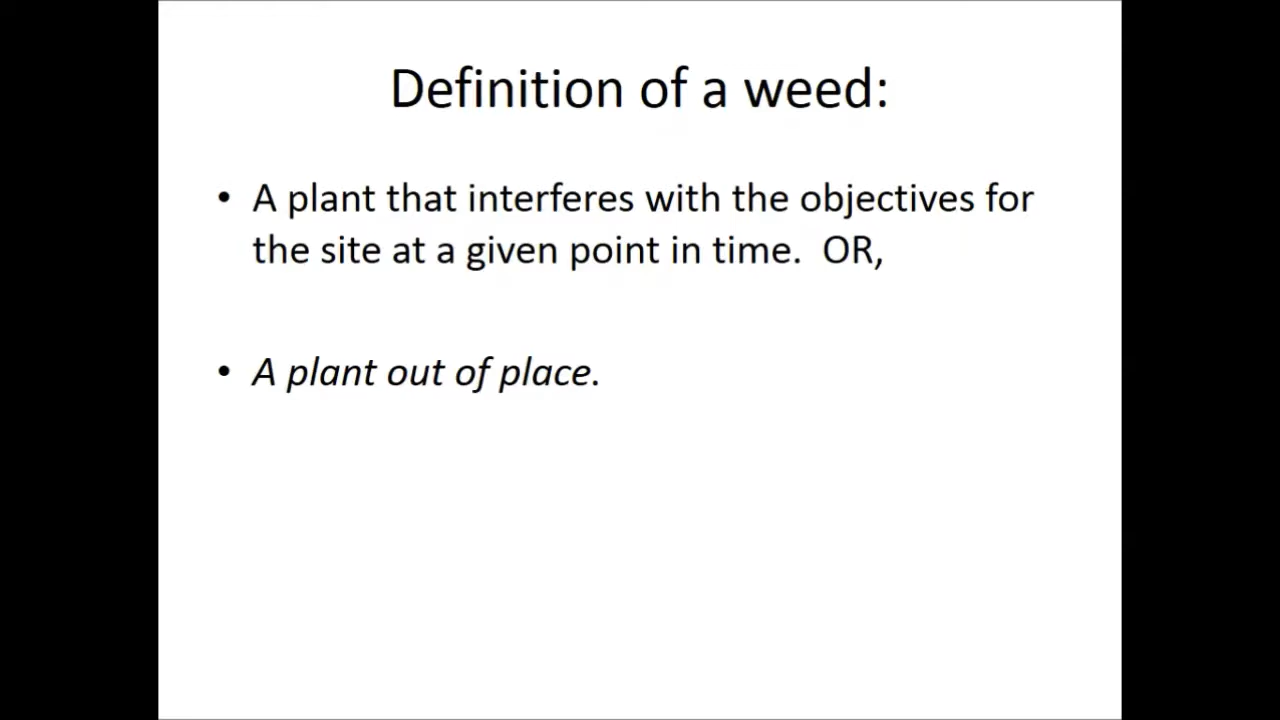 Definition of a weed:
• A plant that interferes with the objectives for
the site at a given point in time.  OR,
• A plant out of place.